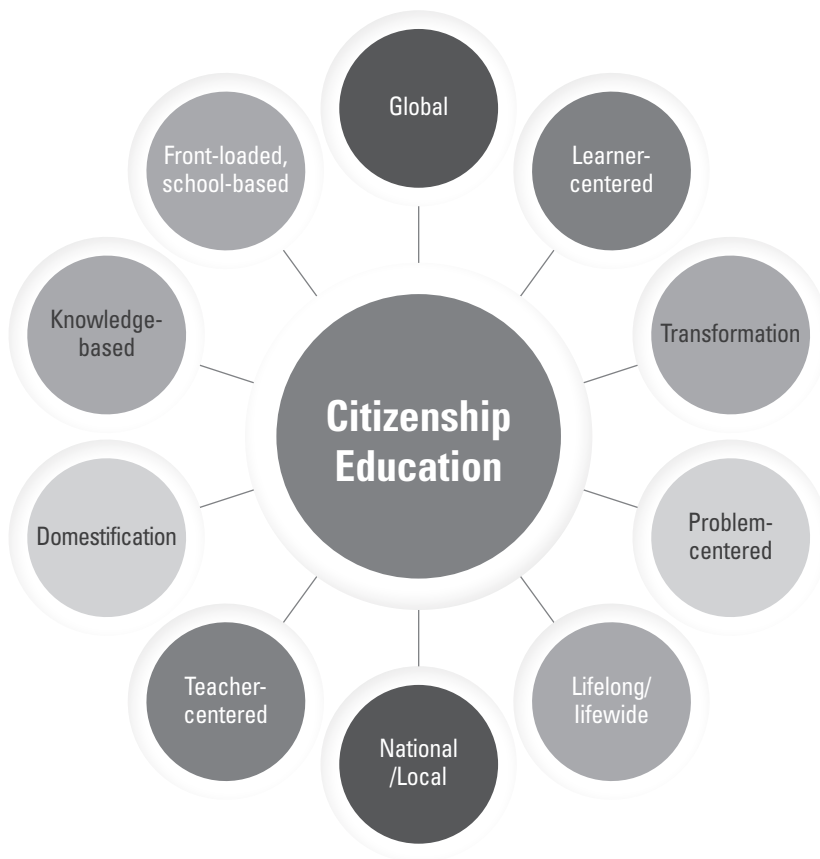 Global
Front-loaded,
school-based
Learner-
centered
Knowledge-
based
Transformation
Citizenship
Education
Domestification
Problem-
centered
Teacher-
centered
Lifelong/
lifewide
National
/Local